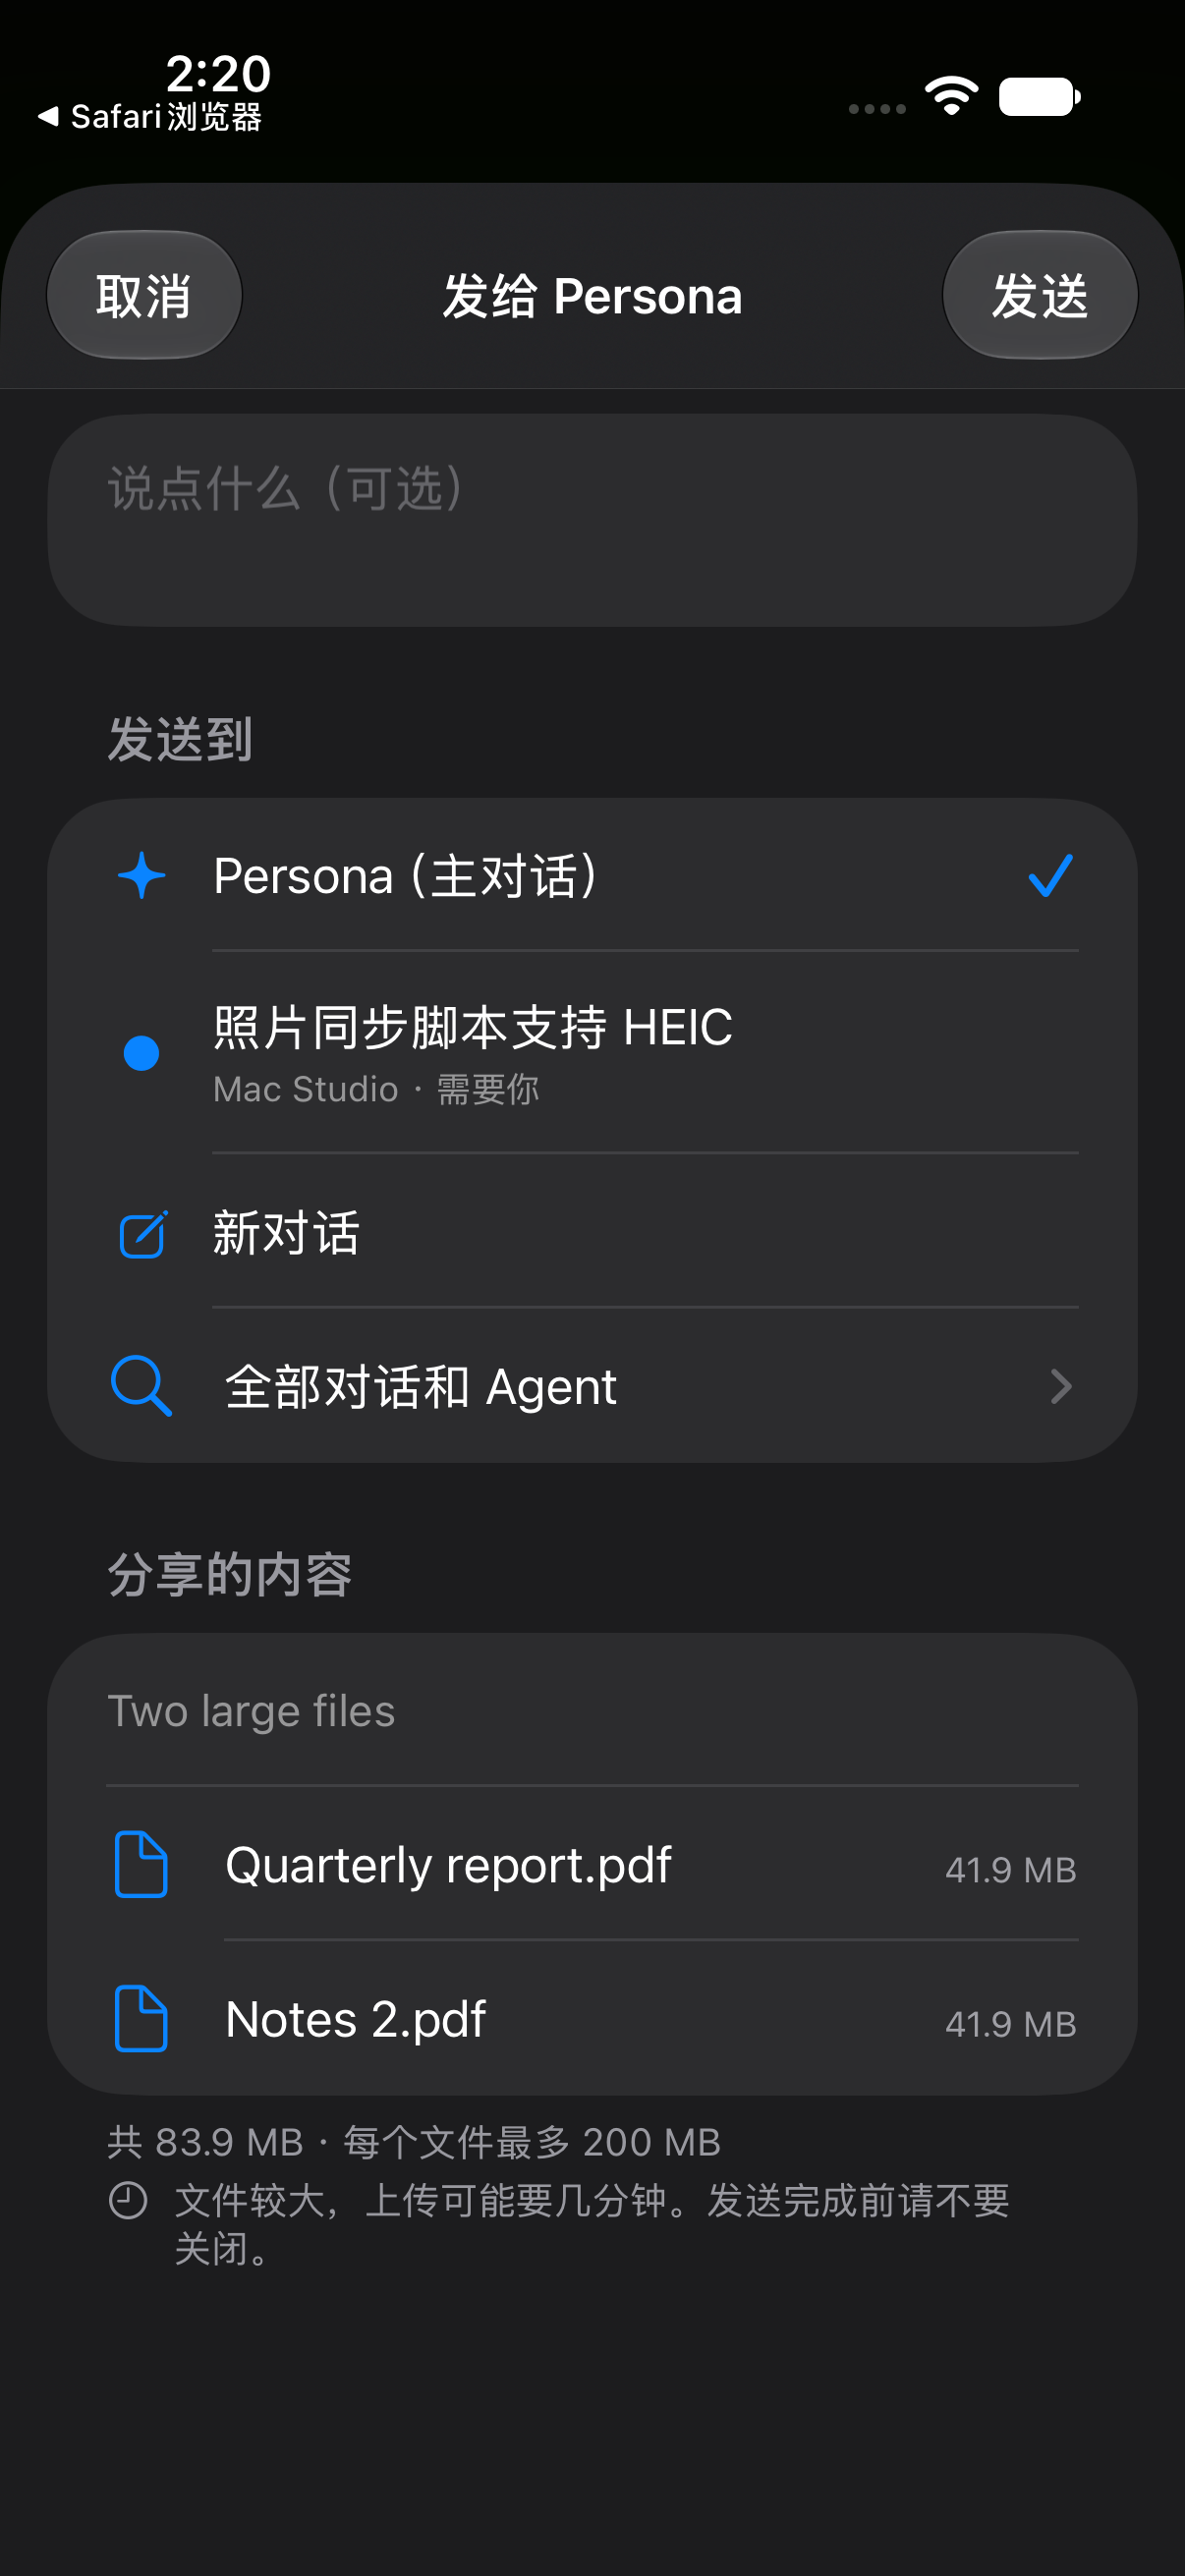 2:20
Safari浏览器
取消
发给 Persona
发送
说点什么（可选）
发送到
Persona（主对话）
照片同步脚本支持 HEIC
Mac Studio · 需要你
新对话
全部对话和 Agent
分享的内容
Two large files
Quarterly report.pdf
41.9 MB
Notes 2.pdf
41.9 MB
共 83.9 MB · 每个文件最多 200 MB
文件较大，上传可能要几分钟。发送完成前请不要
关闭。